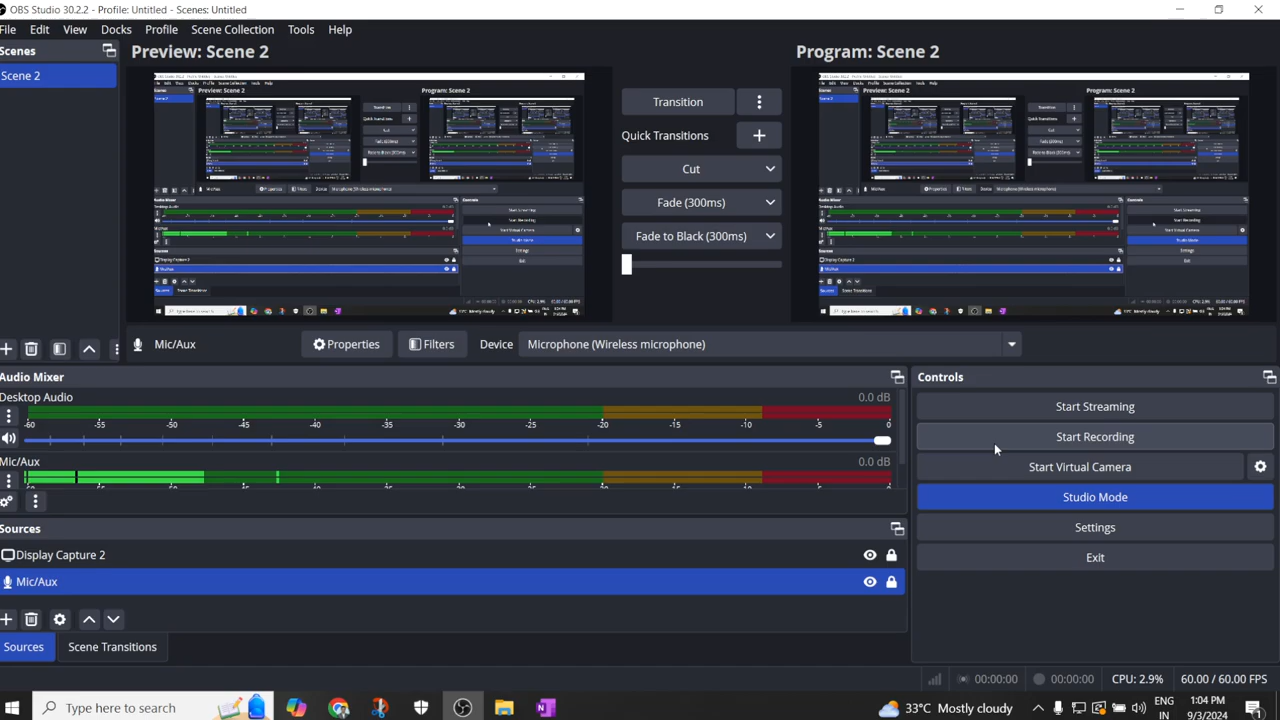 OBS Studio 30.2.2 - Profile: Untitled - Scenes: Untitled
File Edit View Docks Profile Scene Collection Tools Help
Scenes
Scene 2
Preview: Scene 2
Transition
Quick Transitions
Cut
Fade (300ms)
Fade to Black (300ms)
Program: Scene 2
Mic/Aux Properties Filters Device Microphone (Wireless microphone)
Audio Mixer
Desktop Audio 0.0 dB
-60 -55 -50 -45 -40 -35 -30 -25 -20 -15 -10 -5 0
Mic/Aux 0.0 dB
Sources
Display Capture 2
Mic/Aux
Sources Scene Transitions
Controls
Start Streaming
Start Recording
Start Virtual Camera
Studio Mode
Settings
Exit
00:00:00 00:00:00 CPU: 2.9% 60.00 / 60.00 FPS
Type here to search
33°C Mostly cloudy
ENG
IN
1:04 PM
9/3/2024
1